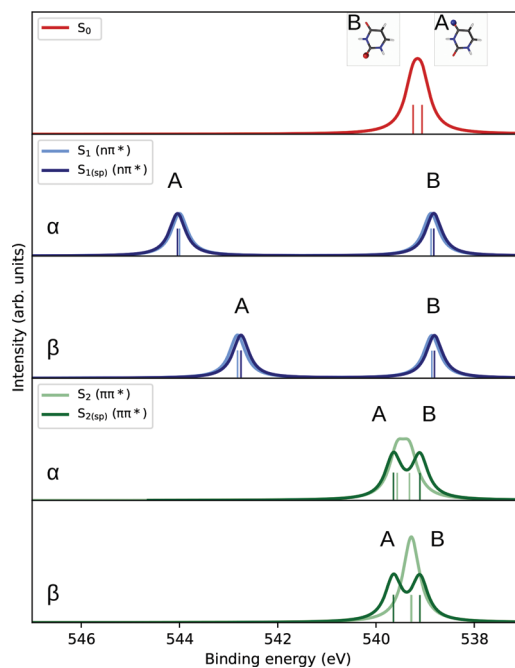 S₀
B
A
S₁ (nπ*)
S₁₍ₛₚ₎ (nπ*)
A
B
α
A
B
β
S₂ (ππ*)
S₂₍ₛₚ₎ (ππ*)
A
B
α
A
B
β
Intensity (arb. units)
546
544
542
540
538
Binding energy (eV)